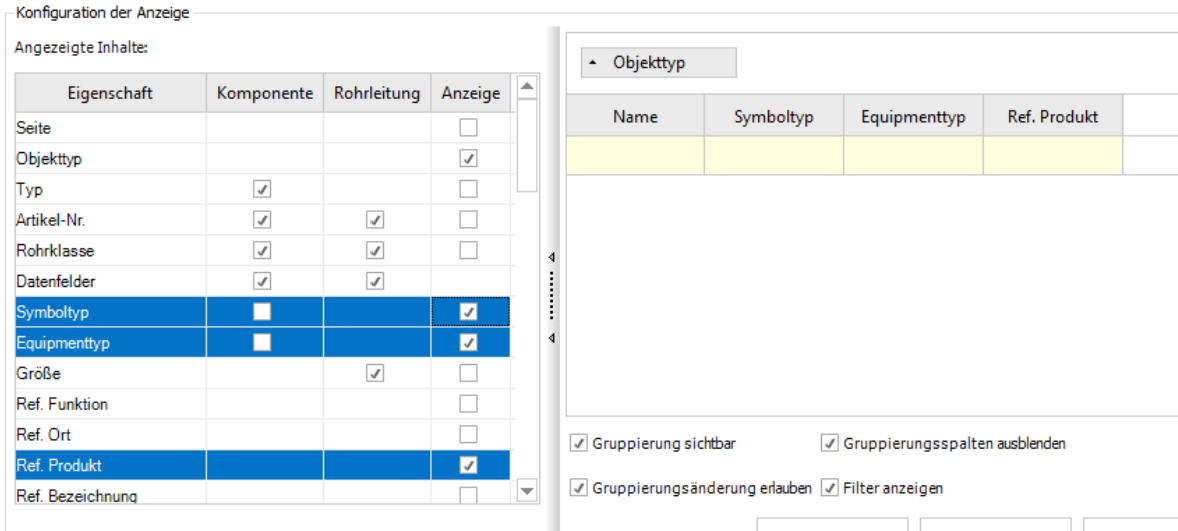 Konfiguration der Anzeige
Angezeigte Inhalte:
Eigenschaft Komponente Rohrleitung Anzeige
Seite
Objekttyp
Typ
Artikel-Nr.
Rohrklasse
Datenfelder
Symboltyp
Equipmenttyp
Größe
Ref. Funktion
Ref. Ort
Ref. Produkt
Ref. Bezeichnung
Objekttyp
Name Symboltyp Equipmenttyp Ref. Produkt
Gruppierung sichtbar Gruppierungsspalten ausblenden
Gruppierungsänderung erlauben Filter anzeigen